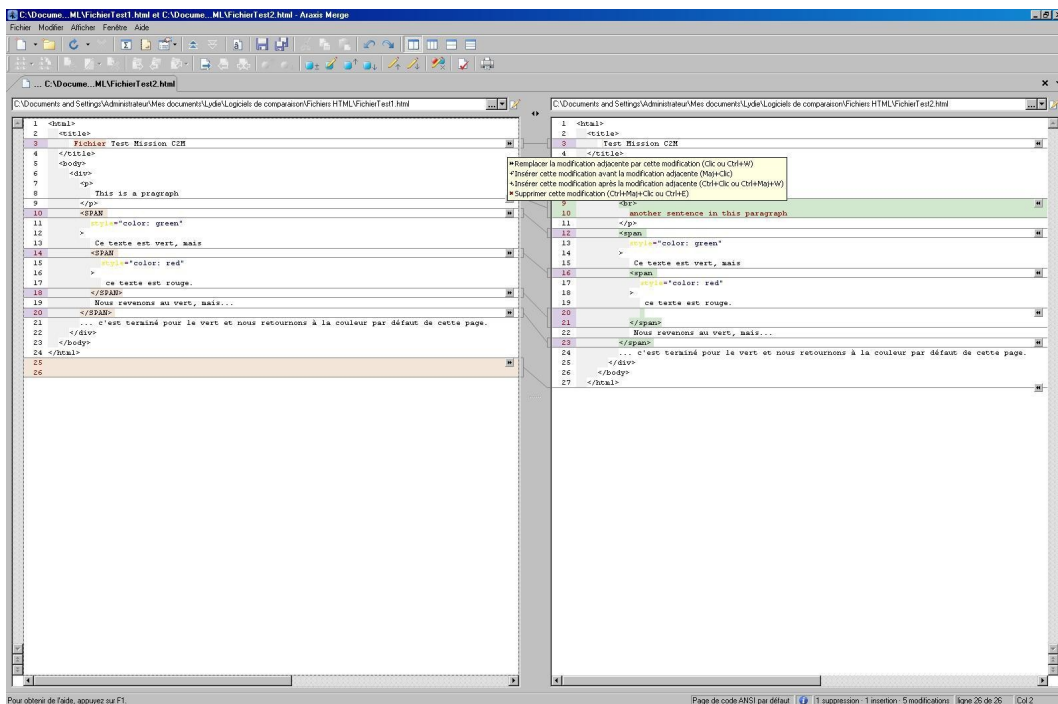 C:\Docume...ML\FichierTest1.html et C:\Docume...ML\FichierTest2.html - Araxis Merge
Fichier Modifier Afficher Fenêtre Aide
... C:\Docume...ML\FichierTest2.html
C:\Documents and Settings\Administrateur\Mes documents\Lydie\Logiciels de comparaison\Fichiers HTML\FichierTest1.html
1 <html>
2 <title>
3 Fichier Test Mission C2M
4 </title>
5 <body>
6 <div>
7 <p>
8 This is a pragraph
9 </p>
10 <SPAN
11 style="color: green"
12 >
13 Ce texte est vert, mais
14 <SPAN
15 style="color: red"
16 >
17 ce texte est rouge.
18 </SPAN>
19 Nous revenons au vert, mais...
20 </SPAN>
21 ... c'est terminé pour le vert et nous retournons à la couleur par défaut de cette page.
22 </div>
23 </body>
24 </html>
25
26
C:\Documents and Settings\Administrateur\Mes documents\Lydie\Logiciels de comparaison\Fichiers HTML\FichierTest2.html
1 <html>
2 <title>
3 Test Mission C2M
4 </title>
Remplacer la modification adjacente par cette modification (Clic ou Ctrl+W)
Insérer cette modification avant la modification adjacente (Maj+Clic)
Insérer cette modification après la modification adjacente (Ctrl+Clic ou Ctrl+Maj+W)
Supprimer cette modification (Ctrl+Maj+Clic ou Ctrl+E)
9 <br>
10 another sentence in this paragraph
11 </p>
12 <span
13 style="color: green"
14 >
15 Ce texte est vert, mais
16 <span
17 style="color: red"
18 >
19 ce texte est rouge.
20
21 </span>
22 Nous revenons au vert, mais...
23 </span>
24 ... c'est terminé pour le vert et nous retournons à la couleur par défaut de cette page.
25 </div>
26 </body>
27 </html>
Pour obtenir de l'aide, appuyez sur F1.
Page de code ANSI par défaut
1 suppression · 1 insertion · 5 modifications
ligne 26 de 26
Col 2